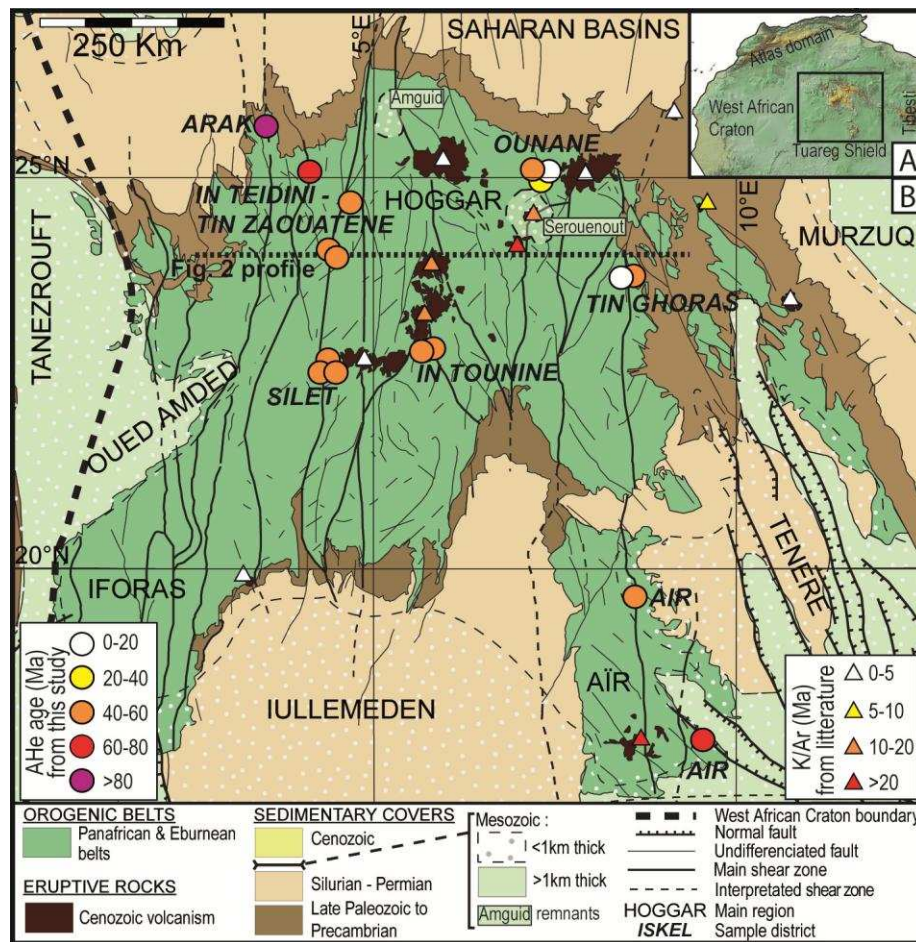 250 Km
5°E
SAHARAN BASINS
Atlas domain
West African
Craton
Tibesti
Tuareg Shield
A
B
Amguid
ARAK
OUNANE
25°N
IN TEIDINI -
TIN ZAOUATENE
HOGGAR
Serouenout
10°E
MURZUQ
TANEZROUFT
Fig. 2 profile
TIN GHORAS
SILET
IN TOUNINE
OUED AMDED
20°N
IFORAS
TENERE
AIR
AÏR
AIR
IULLEMEDEN
AHe age (Ma)
from this study
0-20
20-40
40-60
60-80
>80
K/Ar (Ma)
from litterature
0-5
5-10
10-20
>20
OROGENIC BELTS
Panafrican & Eburnean
belts
ERUPTIVE ROCKS
Cenozoic volcanism
SEDIMENTARY COVERS
Cenozoic
Silurian - Permian
Late Paleozoic to
Precambrian
Mesozoic :
<1km thick
>1km thick
Amguid remnants
West African Craton boundary
Normal fault
Undifferenciated fault
Main shear zone
Interpretated shear zone
HOGGAR Main region
ISKEL Sample district